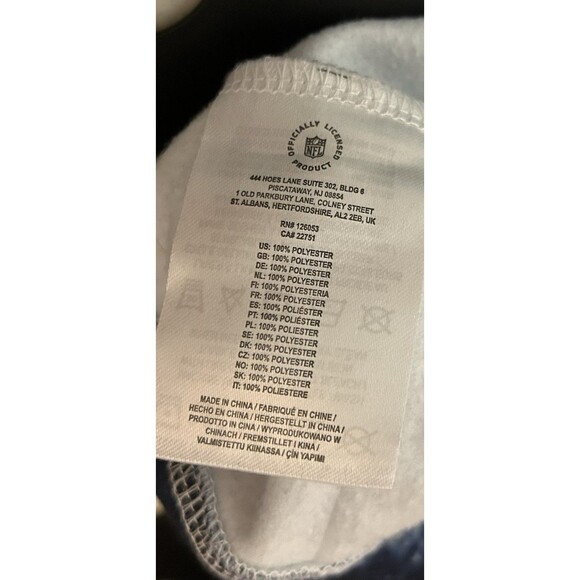 OFFICIALLY LICENSED
NFL
PRODUCT
444 HOES LANE SUITE 302, BLDG 6
PISCATAWAY, NJ 08854
1 OLD PARKBURY LANE, COLNEY STREET
ST. ALBANS, HERTFORDSHIRE, AL2 2EB, UK
RN# 126053
CA# 22751
US: 100% POLYESTER
GB: 100% POLYESTER
DE: 100% POLYESTER
NL: 100% POLYESTER
FI: 100% POLYESTERIA
FR: 100% POLYESTER
ES: 100% POLIÉSTER
PT: 100% POLIÉSTER
PL: 100% POLIESTER
SE: 100% POLYESTER
DK: 100% POLYESTER
CZ: 100% POLYESTER
NO: 100% POLYESTER
SK: 100% POLYESTER
IT: 100% POLIESTERE
MADE IN CHINA / FABRIQUÉ EN CHINE /
HECHO EN CHINA / HERGESTELLT IN CHINA /
PRODOTTO IN CINA / WYPRODUKOWANO W
CHINACH / FREMSTILLET I KINA /
VALMISTETTU KIINASSA / ÇİN YAPIMI